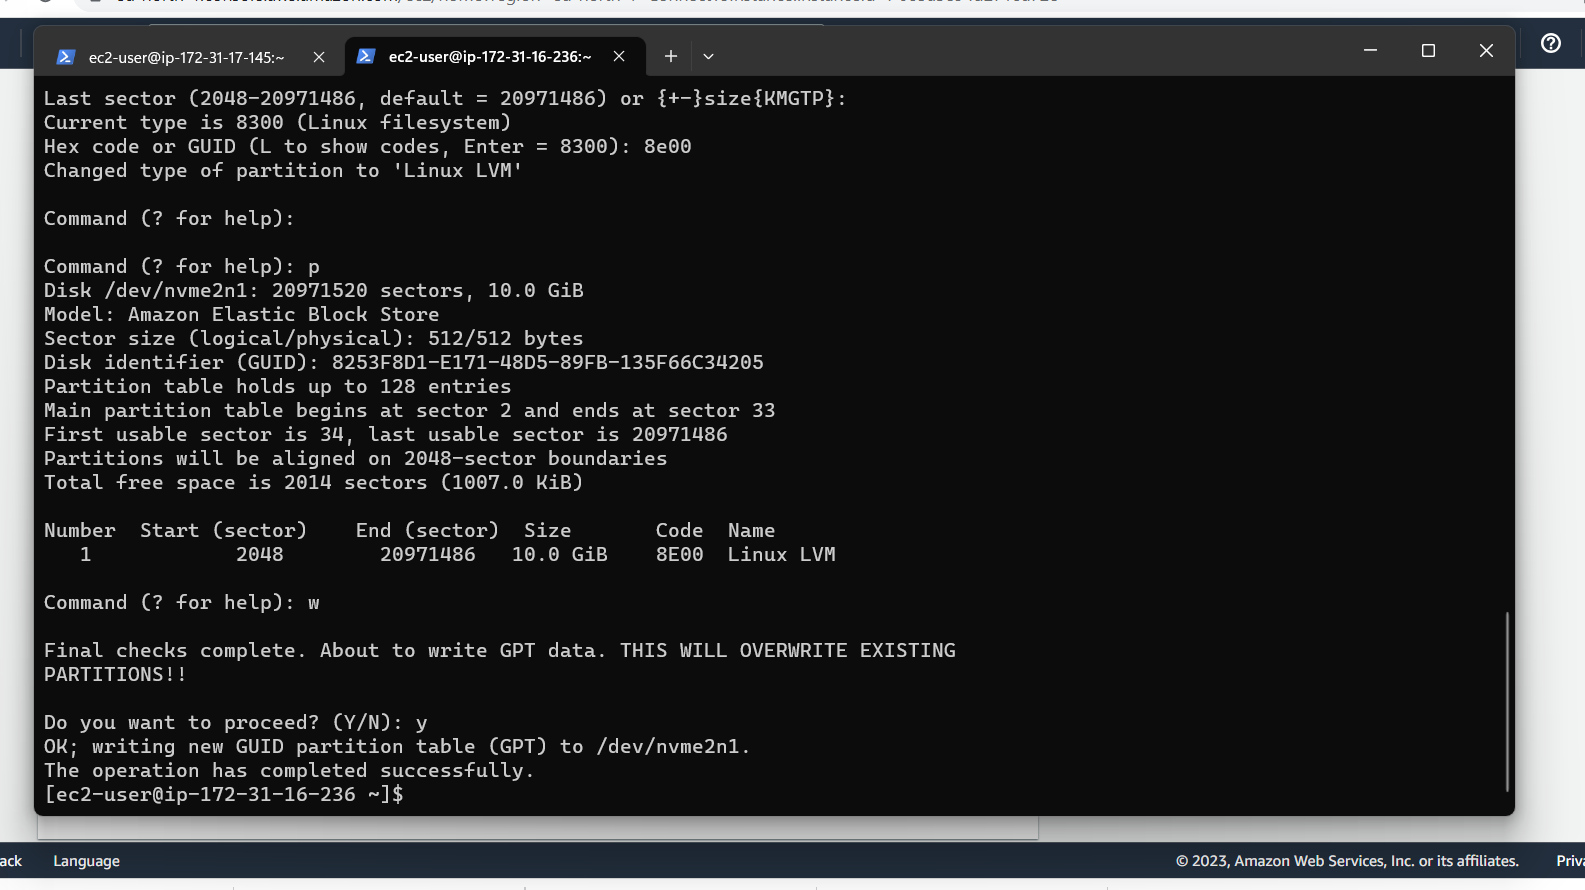 ec2-user@ip-172-31-17-145:~
ec2-user@ip-172-31-16-236:~
Last sector (2048-20971486, default = 20971486) or {+-}size{KMGTP}:
Current type is 8300 (Linux filesystem)
Hex code or GUID (L to show codes, Enter = 8300): 8e00
Changed type of partition to 'Linux LVM'
Command (? for help):
Command (? for help): p
Disk /dev/nvme2n1: 20971520 sectors, 10.0 GiB
Model: Amazon Elastic Block Store
Sector size (logical/physical): 512/512 bytes
Disk identifier (GUID): 8253F8D1-E171-48D5-89FB-135F66C34205
Partition table holds up to 128 entries
Main partition table begins at sector 2 and ends at sector 33
First usable sector is 34, last usable sector is 20971486
Partitions will be aligned on 2048-sector boundaries
Total free space is 2014 sectors (1007.0 KiB)
Number  Start (sector)    End (sector)  Size       Code  Name
   1            2048        20971486   10.0 GiB    8E00  Linux LVM
Command (? for help): w
Final checks complete. About to write GPT data. THIS WILL OVERWRITE EXISTING
PARTITIONS!!
Do you want to proceed? (Y/N): y
OK; writing new GUID partition table (GPT) to /dev/nvme2n1.
The operation has completed successfully.
[ec2-user@ip-172-31-16-236 ~]$
ack Language © 2023, Amazon Web Services, Inc. or its affiliates. Priva